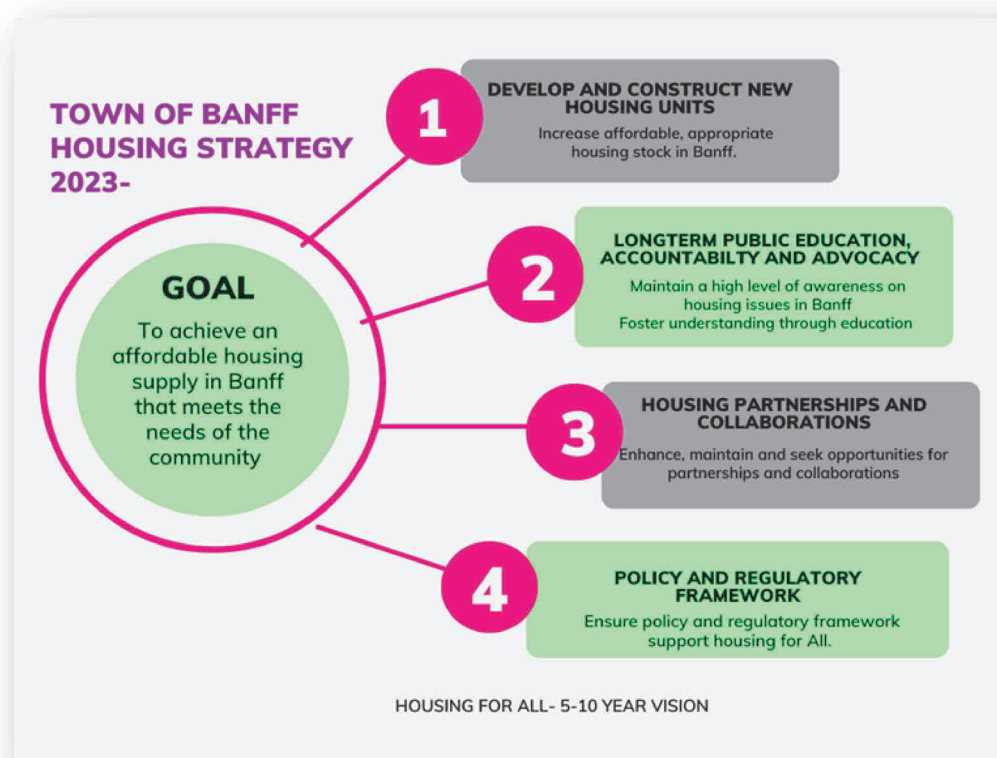 TOWN OF BANFF
HOUSING STRATEGY
2023-
GOAL
To achieve an
affordable housing
supply in Banff
that meets the
needs of the
community
1
DEVELOP AND CONSTRUCT NEW
HOUSING UNITS
Increase affordable, appropriate
housing stock in Banff.
2
LONGTERM PUBLIC EDUCATION,
ACCOUNTABILTY AND ADVOCACY
Maintain a high level of awareness on
housing issues in Banff
Foster understanding through education
3
HOUSING PARTNERSHIPS AND
COLLABORATIONS
Enhance, maintain and seek opportunities for
partnerships and collaborations
4
POLICY AND REGULATORY
FRAMEWORK
Ensure policy and regulatory framework
support housing for All.
HOUSING FOR ALL- 5-10 YEAR VISION